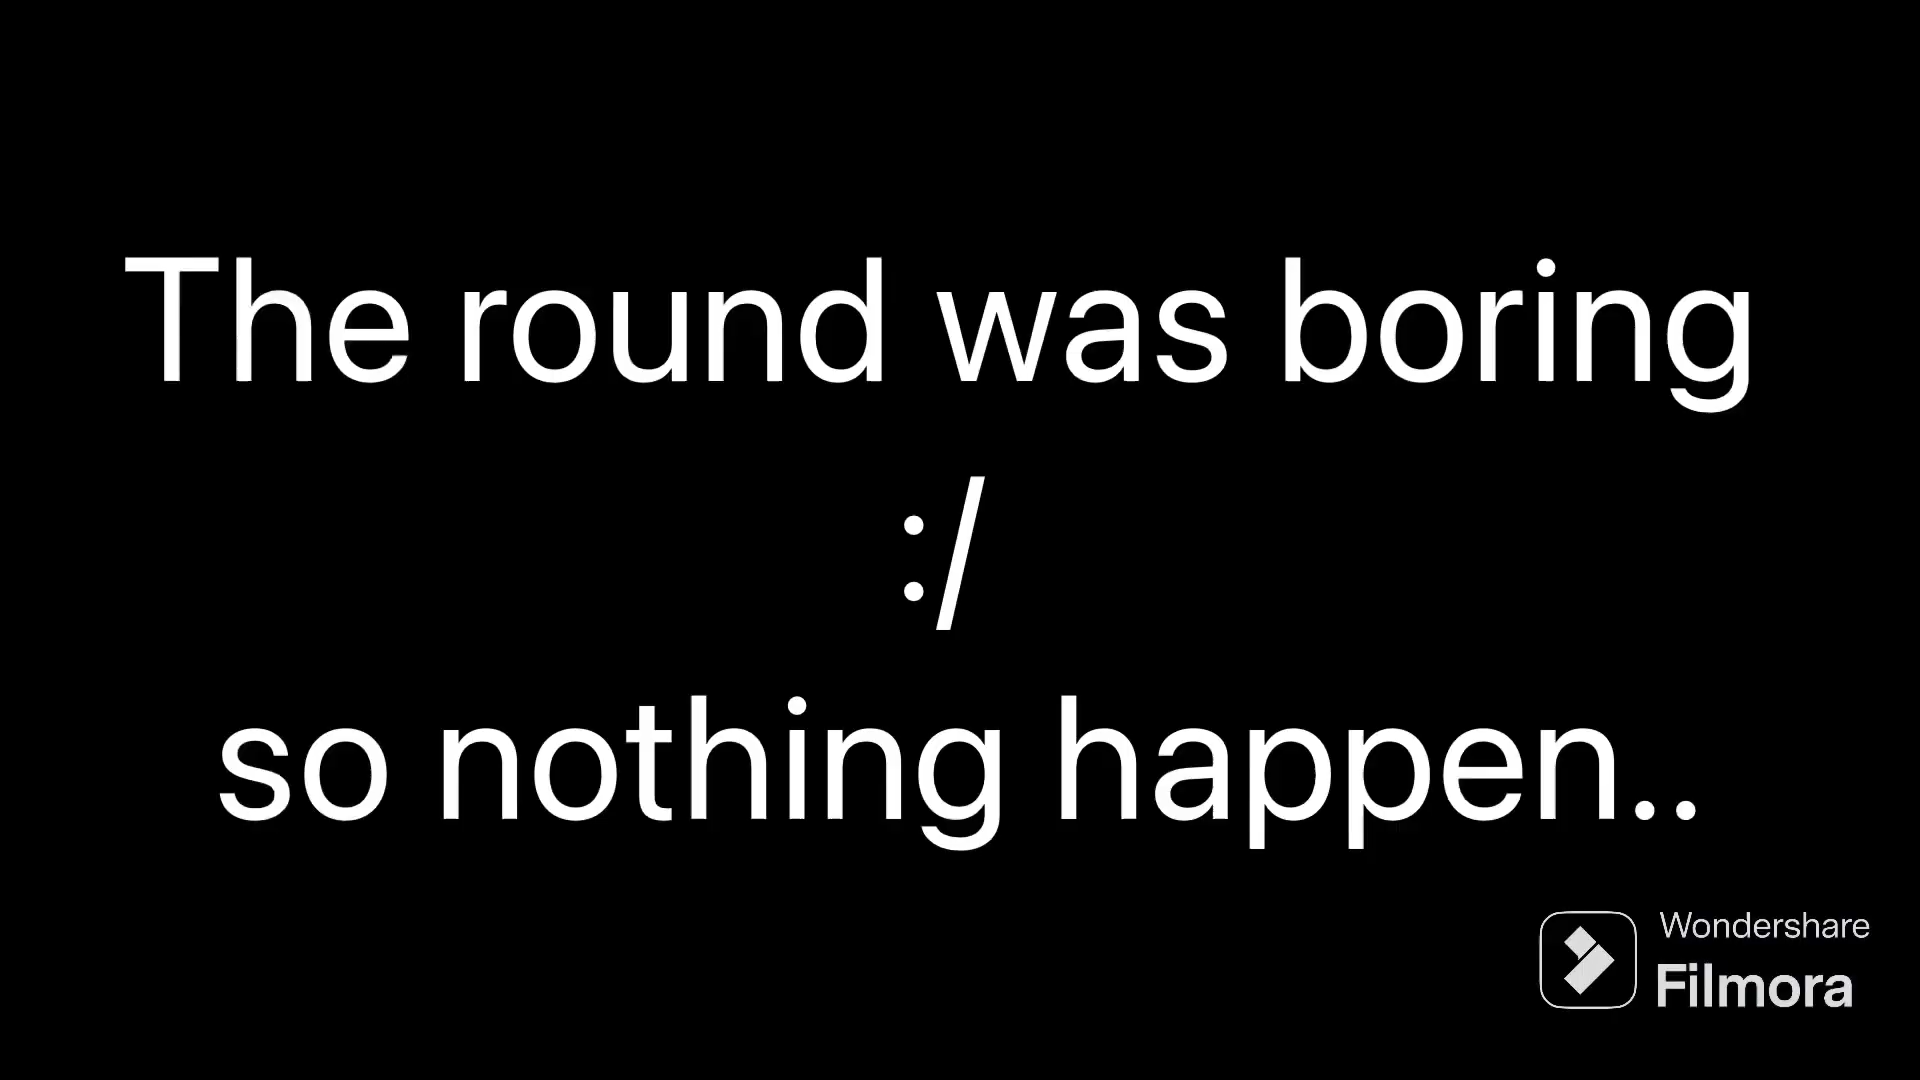 The round was boring
:/
so nothing happen..
Wondershare
Filmora